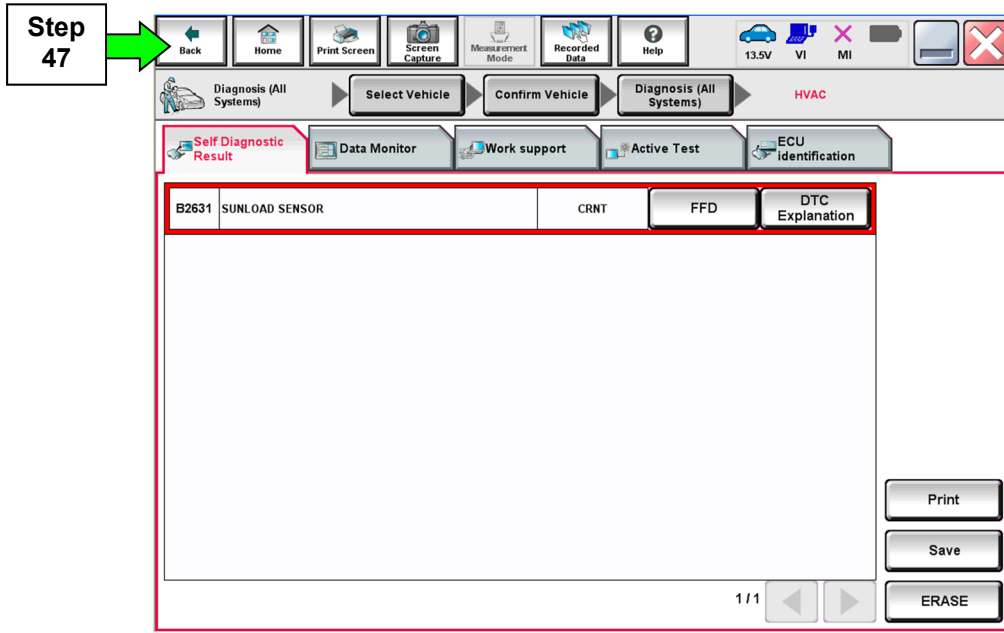 Step
47
Back
Home
Print Screen
Screen
Capture
Measurement
Mode
Recorded
Data
Help
13.5V
VI
MI
Diagnosis (All
Systems)
Select Vehicle
Confirm Vehicle
Diagnosis (All
Systems)
HVAC
Self Diagnostic
Result
Data Monitor
Work support
Active Test
ECU
identification
B2631
SUNLOAD SENSOR
CRNT
FFD
DTC
Explanation
Print
Save
1/1
ERASE